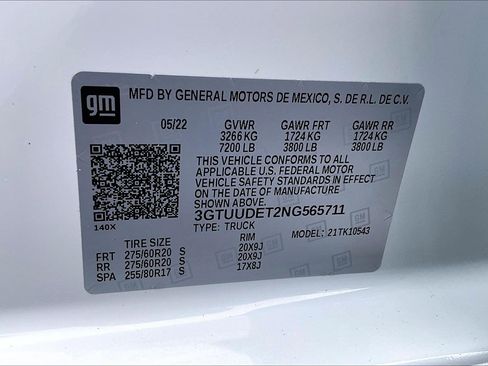 gm
MFD BY GENERAL MOTORS DE MEXICO, S. DE R.L. DE C.V.
05/22 GVWR GAWR FRT GAWR RR
3266 KG 1724 KG 1724 KG
7200 LB 3800 LB 3800 LB
THIS VEHICLE CONFORMS TO ALL
APPLICABLE U.S. FEDERAL MOTOR
VEHICLE SAFETY STANDARDS IN EFFECT
ON THE DATE OF MANUFACTURE
SHOWN ABOVE.
3GTUUDET2NG565711
140X TYPE: TRUCK MODEL: 21TK10543
TIRE SIZE RIM
FRT 275/60R20 S 20X9J
RR 275/60R20 S 20X9J
SPA 255/80R17 S 17X8J